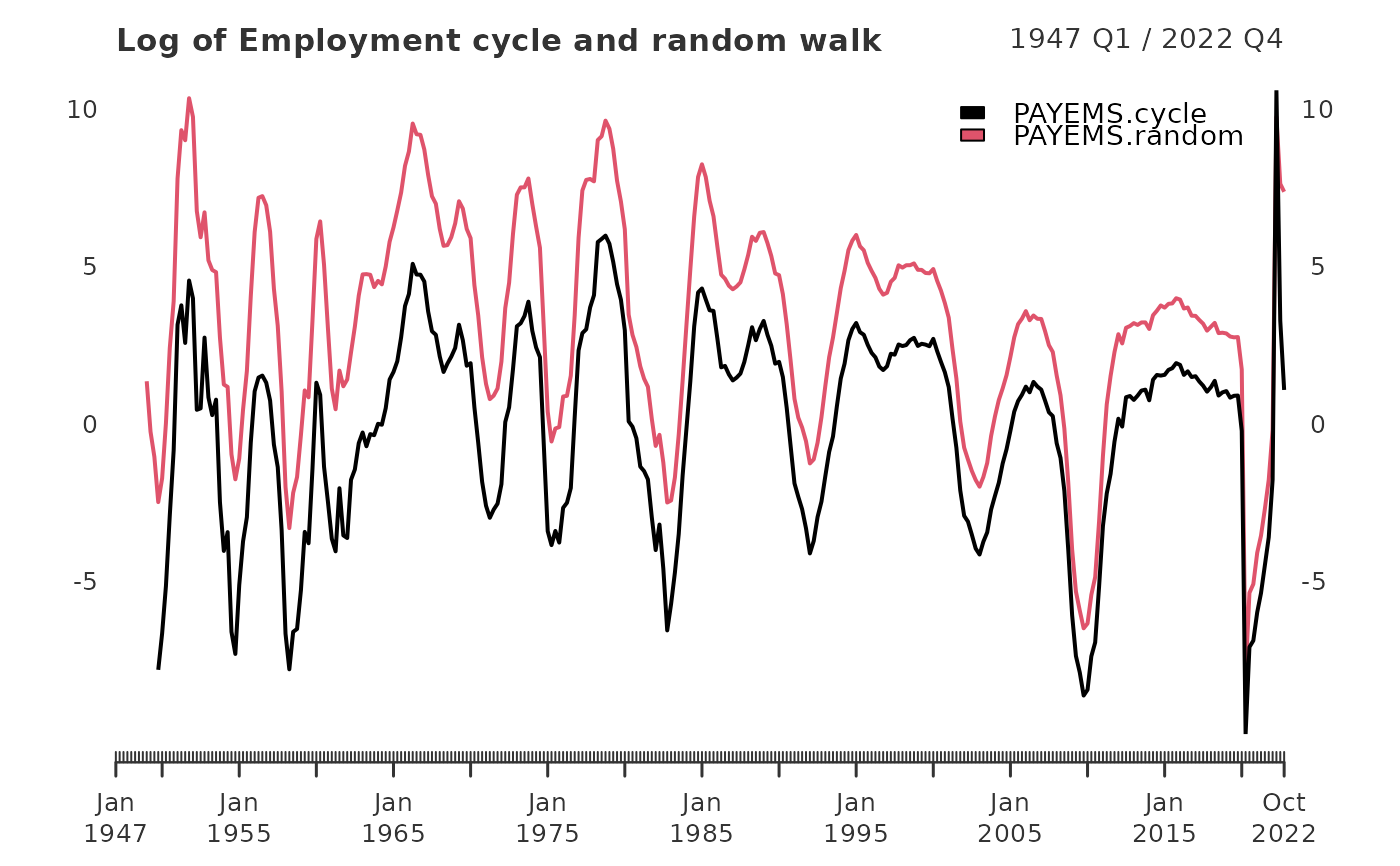 Log of Employment cycle and random walk
1947 Q1 / 2022 Q4
PAYEMS.cycle
PAYEMS.random
10
5
0
-5
10
5
0
-5
Jan 1947
Jan 1955
Jan 1965
Jan 1975
Jan 1985
Jan 1995
Jan 2005
Jan 2015
Oct 2022